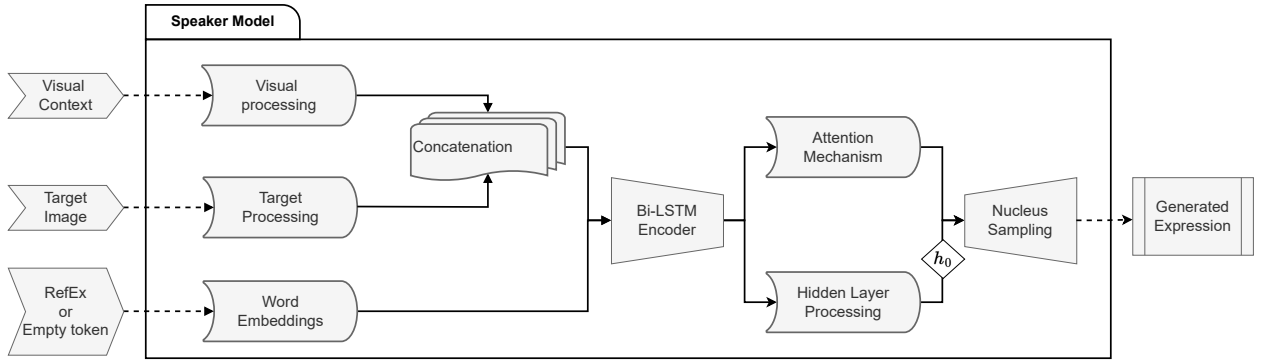 Speaker Model
Visual
Context
Visual
processing
Concatenation
Target
Image
Target
Processing
RefEx
or
Empty token
Word
Embeddings
Bi-LSTM
Encoder
Attention
Mechanism
Hidden Layer
Processing
h₀
Nucleus
Sampling
Generated
Expression